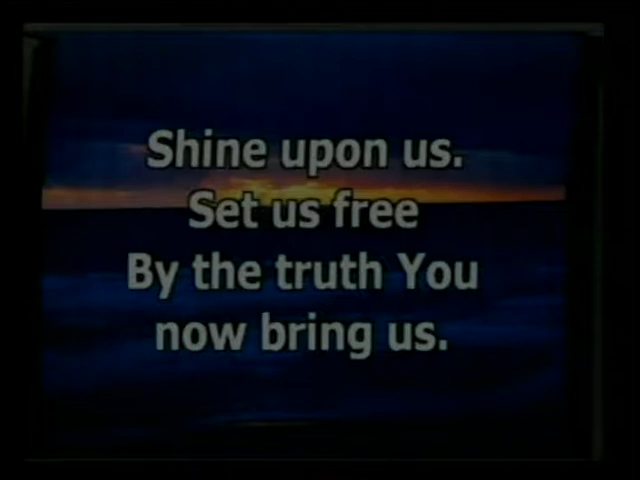 Shine upon us.
Set us free
By the truth You
now bring us.